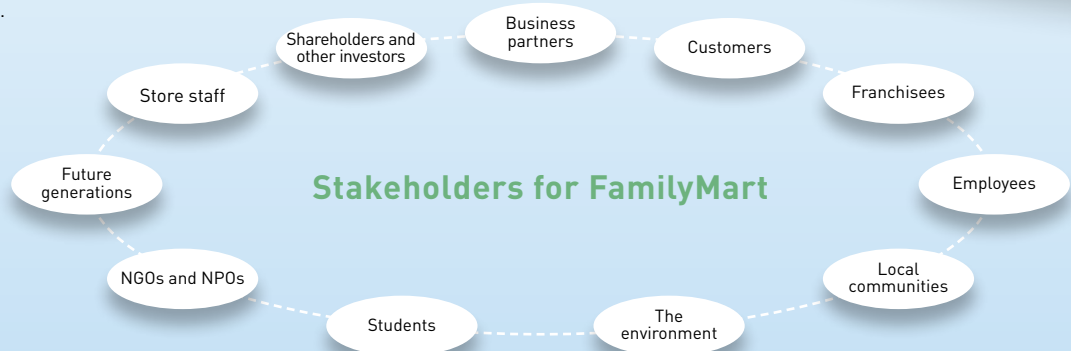 .
Business
partners
Shareholders and
other investors
Customers
Store staff
Franchisees
Future
generations
Stakeholders for FamilyMart
Employees
NGOs and NPOs
Local
communities
Students
The
environment